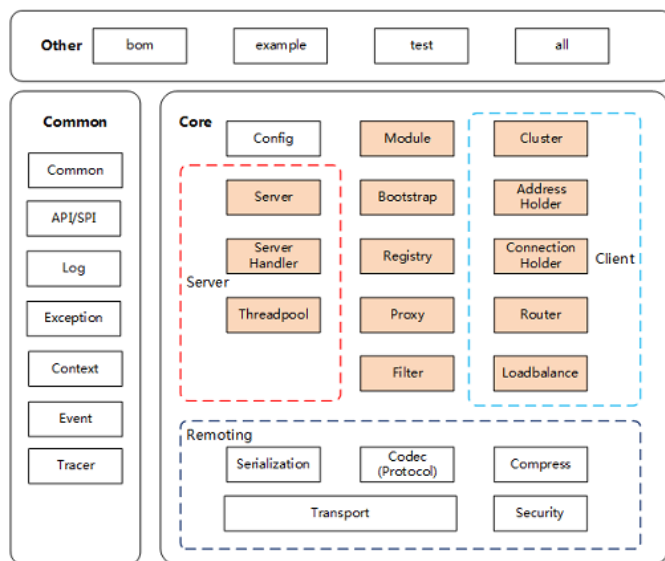 Other
bom
example
test
all
Common
Common
API/SPI
Log
Exception
Context
Event
Tracer
Core
Config
Module
Cluster
Server
Bootstrap
Address
Holder
Server
Handler
Registry
Connection
Holder
Client
Server
Threadpool
Proxy
Router
Filter
Loadbalance
Remoting
Serialization
Codec
(Protocol)
Compress
Transport
Security